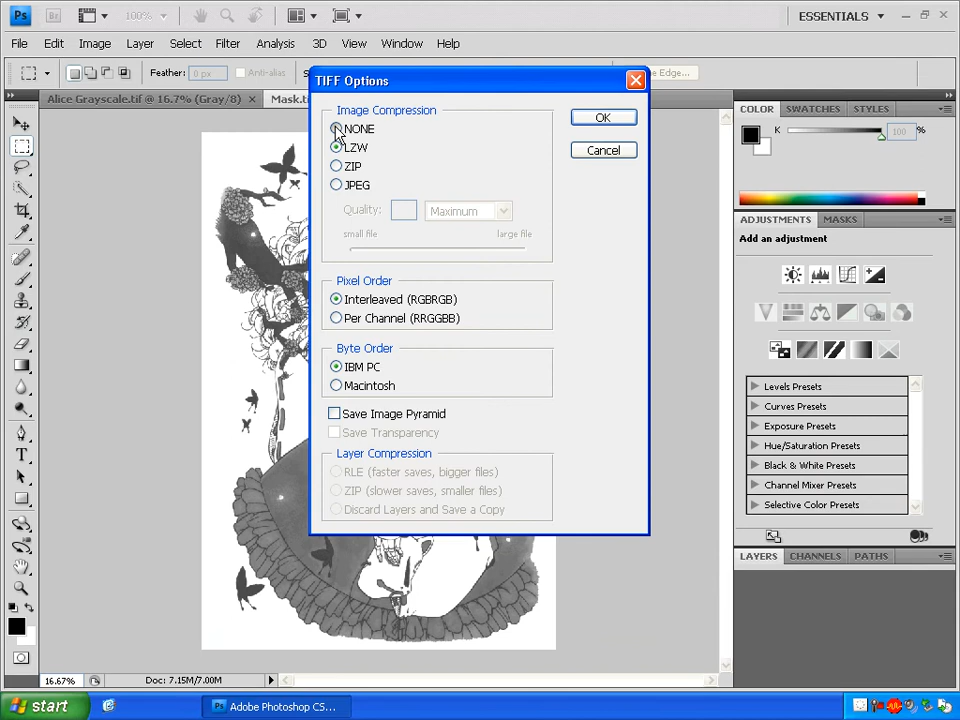 Ps Br 100% ESSENTIALS
File Edit Image Layer Select Filter Analysis 3D View Window Help
Feather: 0 px Anti-alias Edge...
Alice Grayscale.tif @ 16.7% (Gray/8) × Mask.ti
TIFF Options
Image Compression
NONE
LZW
ZIP
JPEG
Quality: Maximum
small file large file
Pixel Order
Interleaved (RGBRGB)
Per Channel (RRGGBB)
Byte Order
IBM PC
Macintosh
Save Image Pyramid
Save Transparency
Layer Compression
RLE (faster saves, bigger files)
ZIP (slower saves, smaller files)
Discard Layers and Save a Copy
OK
Cancel
COLOR SWATCHES STYLES
K 100 %
ADJUSTMENTS MASKS
Add an adjustment
Levels Presets
Curves Presets
Exposure Presets
Hue/Saturation Presets
Black & White Presets
Channel Mixer Presets
Selective Color Presets
LAYERS CHANNELS PATHS
16.67% Doc: 7.15M/7.00M
start Ps Adobe Photoshop CS...